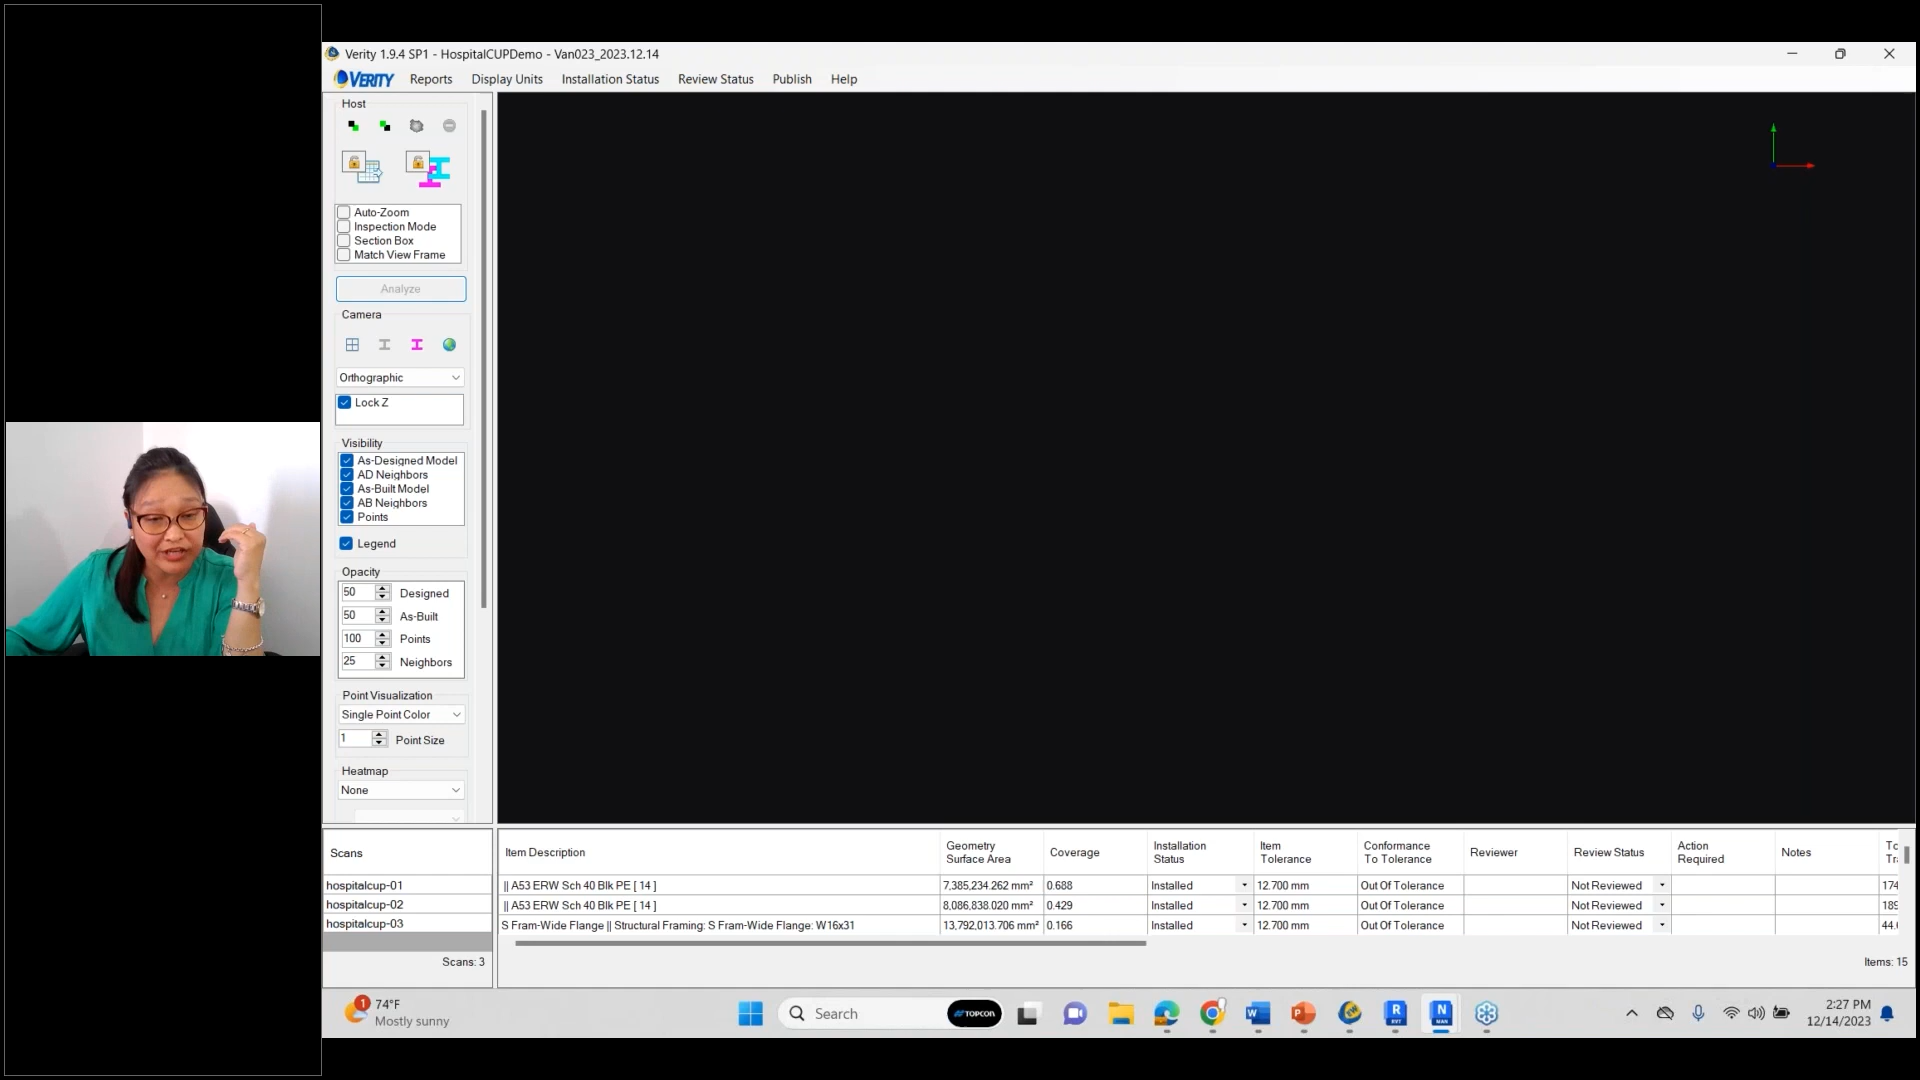 Verity 1.9.4 SP1 - HospitalCUPDemo - Van023_2023.12.14
VERITY Reports Display Units Installation Status Review Status Publish Help
Host
Auto-Zoom
Inspection Mode
Section Box
Match View Frame
Analyze
Camera
Orthographic
Lock Z
Visibility
As-Designed Model
AD Neighbors
As-Built Model
AB Neighbors
Points
Legend
Opacity
50 Designed
50 As-Built
100 Points
25 Neighbors
Point Visualization
Single Point Color
1 Point Size
Heatmap
None
Scans
hospitalcup-01
hospitalcup-02
hospitalcup-03
Scans: 3
Item Description Geometry Surface Area Coverage Installation Status Item Tolerance Conformance To Tolerance Reviewer Review Status Action Required Notes
|| A53 ERW Sch 40 Blk PE [ 14 ] 7,385,234.262 mm² 0.688 Installed 12.700 mm Out Of Tolerance Not Reviewed 174
|| A53 ERW Sch 40 Blk PE [ 14 ] 8,086,838.020 mm² 0.429 Installed 12.700 mm Out Of Tolerance Not Reviewed 189
S Fram-Wide Flange || Structural Framing: S Fram-Wide Flange: W16x31 13,792,013.706 mm² 0.166 Installed 12.700 mm Out Of Tolerance Not Reviewed 44.
Items: 15
1 74°F
Mostly sunny
Search
TOPCON
2:27 PM
12/14/2023